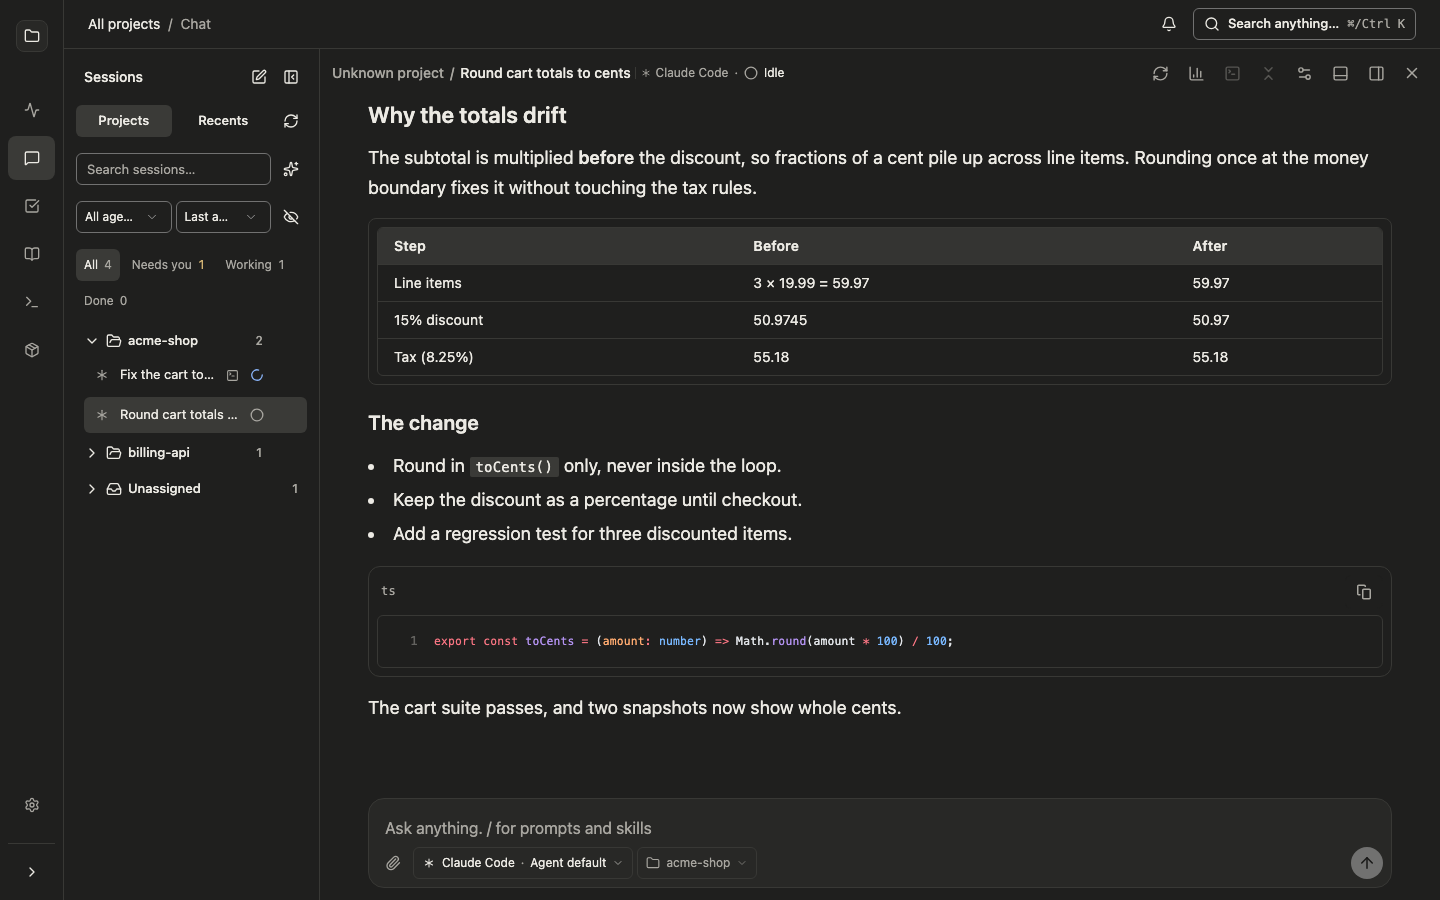 All projects / Chat
Search anything... ⌘/Ctrl K
Sessions
Projects
Recents
Search sessions...
All age...
Last a...
All 4
Needs you 1
Working 1
Done 0
acme-shop 2
Fix the cart to...
Round cart totals ...
billing-api 1
Unassigned 1
Unknown project / Round cart totals to cents
Claude Code · Idle
Why the totals drift
The subtotal is multiplied before the discount, so fractions of a cent pile up across line items. Rounding once at the money
boundary fixes it without touching the tax rules.
Step Before After
Line items 3 × 19.99 = 59.97 59.97
15% discount 50.9745 50.97
Tax (8.25%) 55.18 55.18
The change
• Round in toCents() only, never inside the loop.
• Keep the discount as a percentage until checkout.
• Add a regression test for three discounted items.
ts
1 export const toCents = (amount: number) => Math.round(amount * 100) / 100;
The cart suite passes, and two snapshots now show whole cents.
Ask anything. / for prompts and skills
Claude Code · Agent default
acme-shop